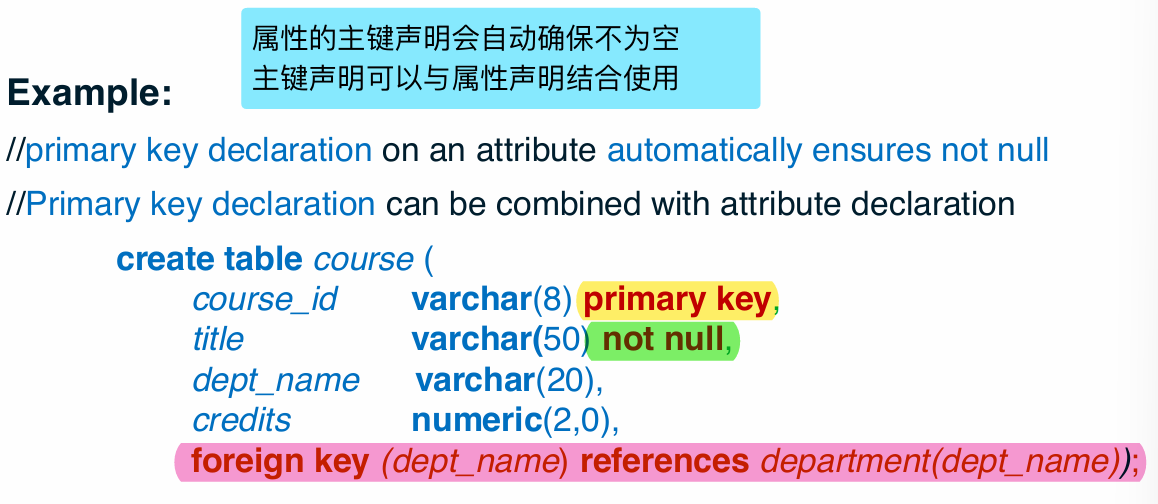 属性的主键声明会自动确保不为空
主键声明可以与属性声明结合使用
Example:
//primary key declaration on an attribute automatically ensures not null
//Primary key declaration can be combined with attribute declaration
create table course (
course_id varchar(8) primary key,
title varchar(50) not null,
dept_name varchar(20),
credits numeric(2,0),
foreign key (dept_name) references department(dept_name));